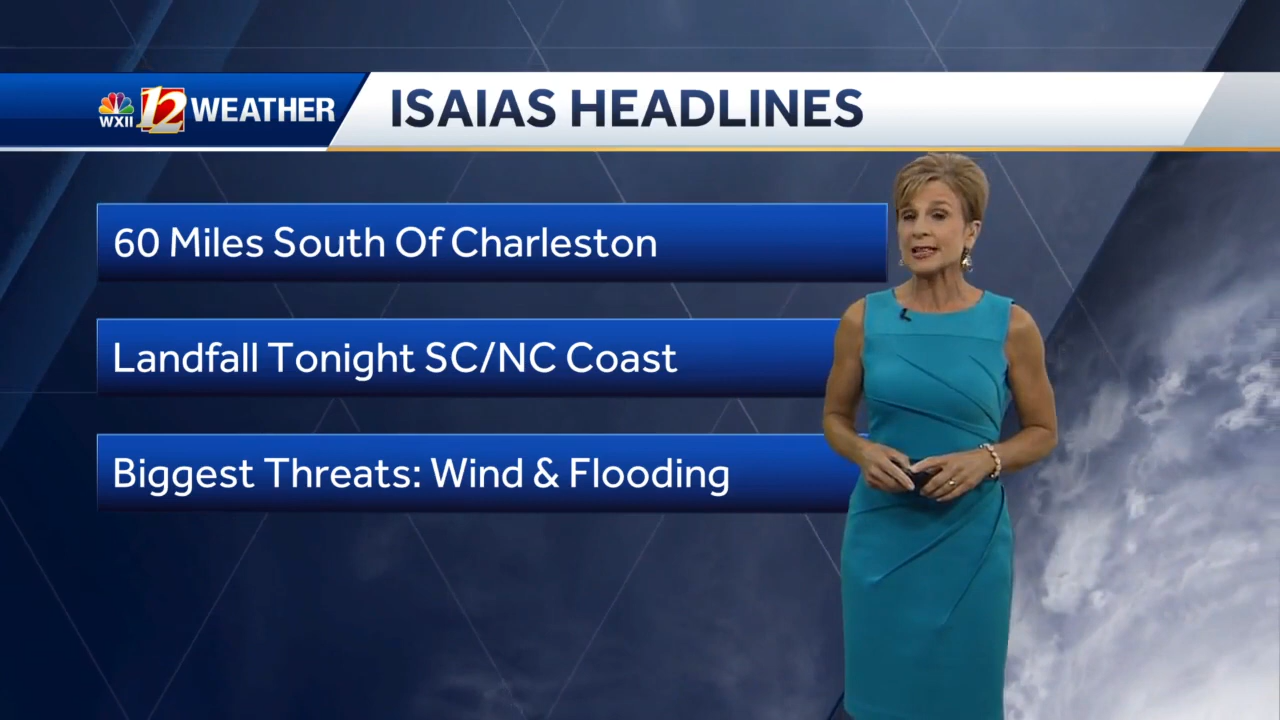 WXII 12 WEATHER
ISAIAS HEADLINES
60 Miles South Of Charleston
Landfall Tonight SC/NC Coast
Biggest Threats: Wind & Flooding